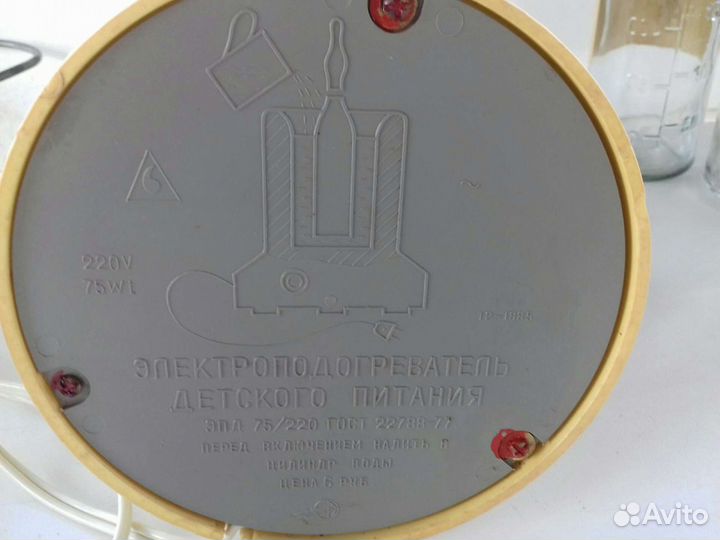 ~
220V
75Wt
ЭЛЕКТРОПОДОГРЕВАТЕЛЬ
ДЕТСКОГО ПИТАНИЯ
ЭПД 75/220 ГОСТ 22788-77
ПЕРЕД ВКЛЮЧЕНИЕМ НАЛИТЬ В
ЦИЛИНДР ВОДЫ
ЦЕНА 6 РУБ
Avito